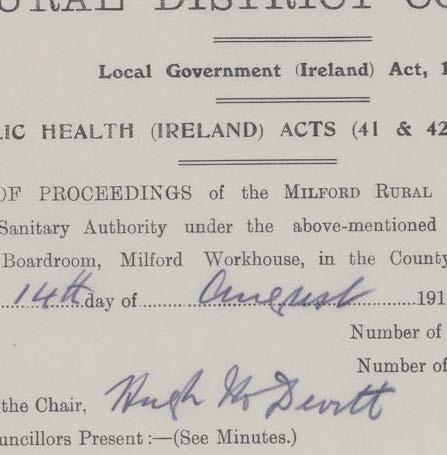 RURAL DISTRICT CO
Local Government (Ireland) Act, 1
LIC HEALTH (IRELAND) ACTS (41 & 42
OF PROCEEDINGS of the MILFORD RURAL
Sanitary Authority under the above-mentioned
Boardroom, Milford Workhouse, in the County
14th day of August 191
Number of
Number of
the Chair, Hugh McDevitt
uncillors Present :—(See Minutes.)